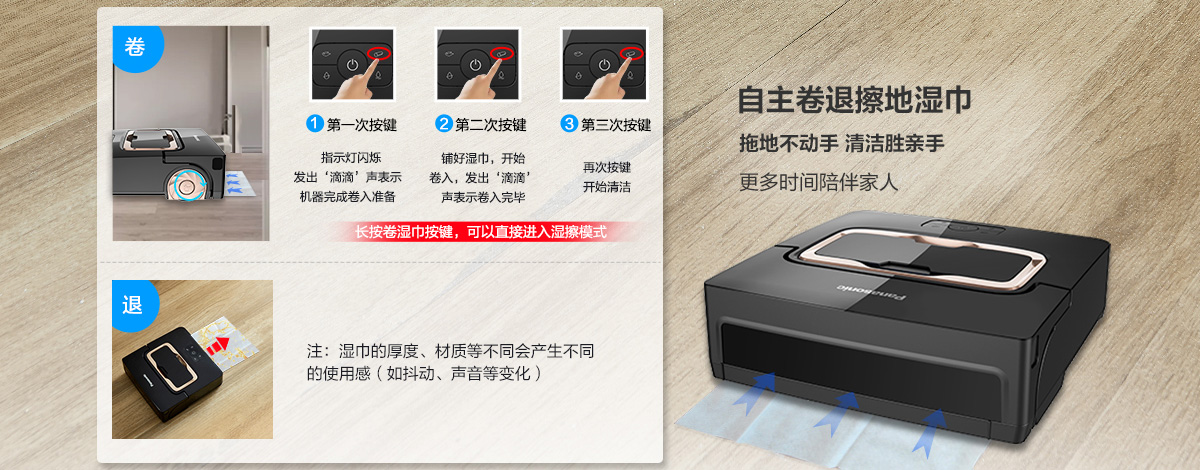 卷
1 第一次按键
指示灯闪烁
发出‘滴滴’声表示
机器完成卷入准备
2 第二次按键
铺好湿巾，开始
卷入，发出‘滴滴’
声表示卷入完毕
3 第三次按键
再次按键
开始清洁
长按卷湿巾按键，可以直接进入湿擦模式
退
注：湿巾的厚度、材质等不同会产生不同
的使用感（如抖动、声音等变化）
自主卷退擦地湿巾
拖地不动手 清洁胜亲手
更多时间陪伴家人
Panasonic